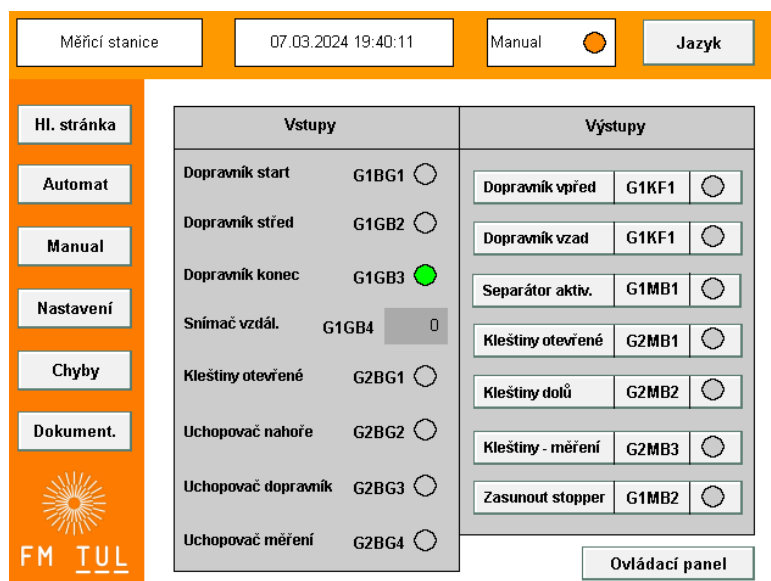 Měřicí stanice
07.03.2024 19:40:11
Manual
Jazyk
Hl. stránka
Automat
Manual
Nastavení
Chyby
Dokument.
FM TUL
Vstupy
Dopravník start G1BG1
Dopravník střed G1GB2
Dopravník konec G1GB3
Snímač vzdál. G1GB4 0
Kleštiny otevřené G2BG1
Uchopovač nahoře G2BG2
Uchopovač dopravník G2BG3
Uchopovač měření G2BG4
Výstupy
Dopravník vpřed G1KF1
Dopravník vzad G1KF1
Separátor aktiv. G1MB1
Kleštiny otevřené G2MB1
Kleštiny dolů G2MB2
Kleštiny - měření G2MB3
Zasunout stopper G1MB2
Ovládací panel